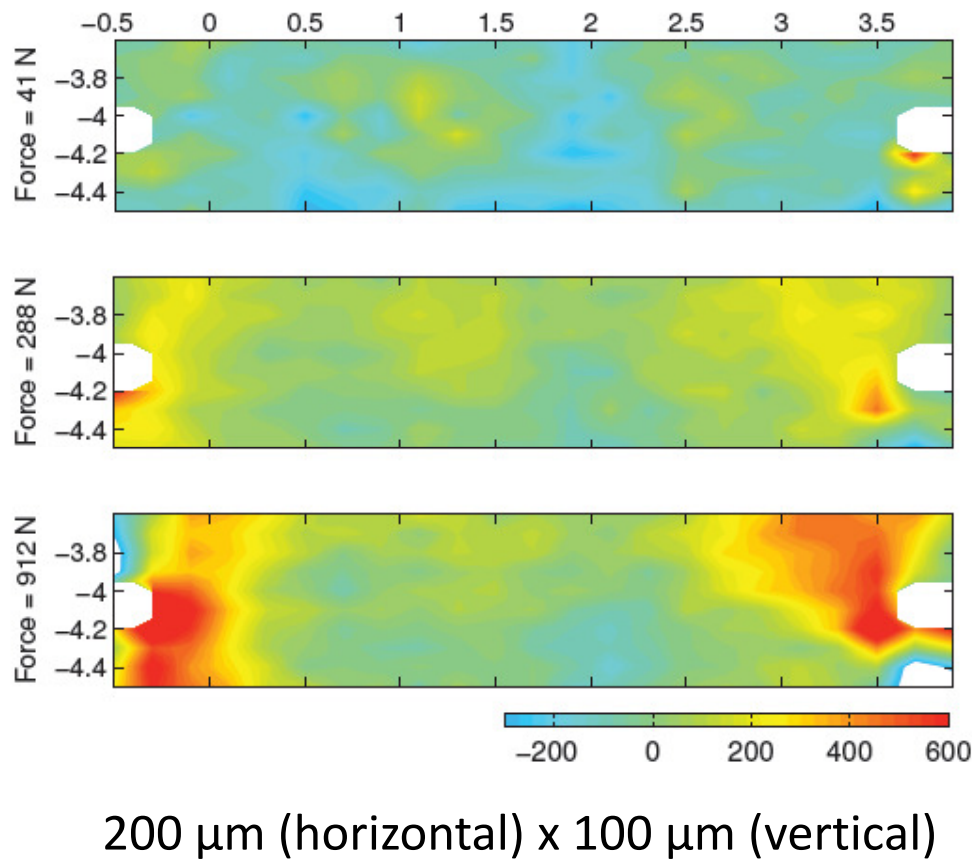 −0.5 0 0.5 1 1.5 2 2.5 3 3.5
Force = 41 N
−3.8
−4
−4.2
−4.4
Force = 288 N
−3.8
−4
−4.2
−4.4
Force = 912 N
−3.8
−4
−4.2
−4.4
−200 0 200 400 600
200 μm (horizontal) x 100 μm (vertical)